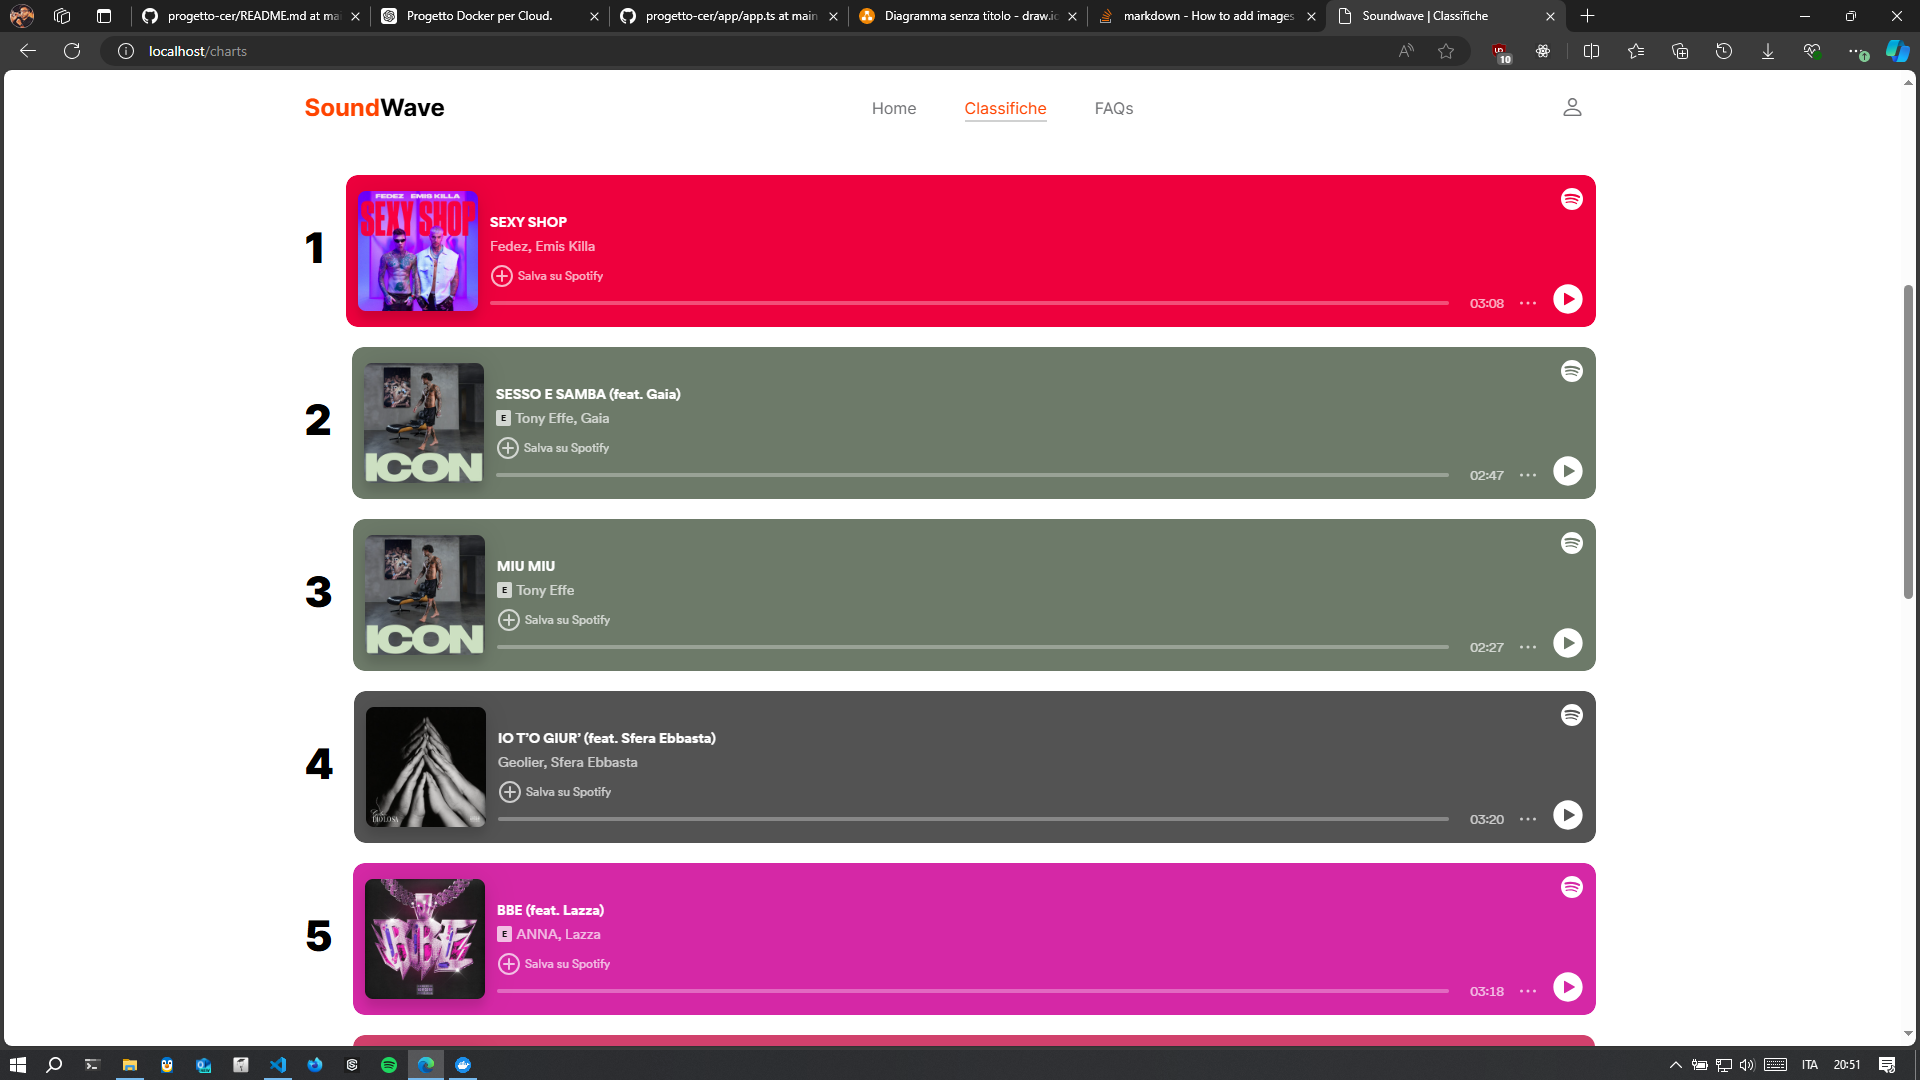 progetto-cer/README.md at mai
Progetto Docker per Cloud.
progetto-cer/app/app.ts at main
Diagramma senza titolo - draw.io
markdown - How to add images
Soundwave | Classifiche
localhost/charts
10
1
SoundWave
Home
Classifiche
FAQs
1
FEDEZ EMIS KILLA
SEXY SHOP
SEXY SHOP
Fedez, Emis Killa
Salva su Spotify
03:08
2
ICON
SESSO E SAMBA (feat. Gaia)
E Tony Effe, Gaia
Salva su Spotify
02:47
3
ICON
MIU MIU
E Tony Effe
Salva su Spotify
02:27
4
IO T’O GIUR’ (feat. Sfera Ebbasta)
Geolier, Sfera Ebbasta
Salva su Spotify
03:20
5
BBE
BBE (feat. Lazza)
E ANNA, Lazza
Salva su Spotify
03:18
ITA
20:51